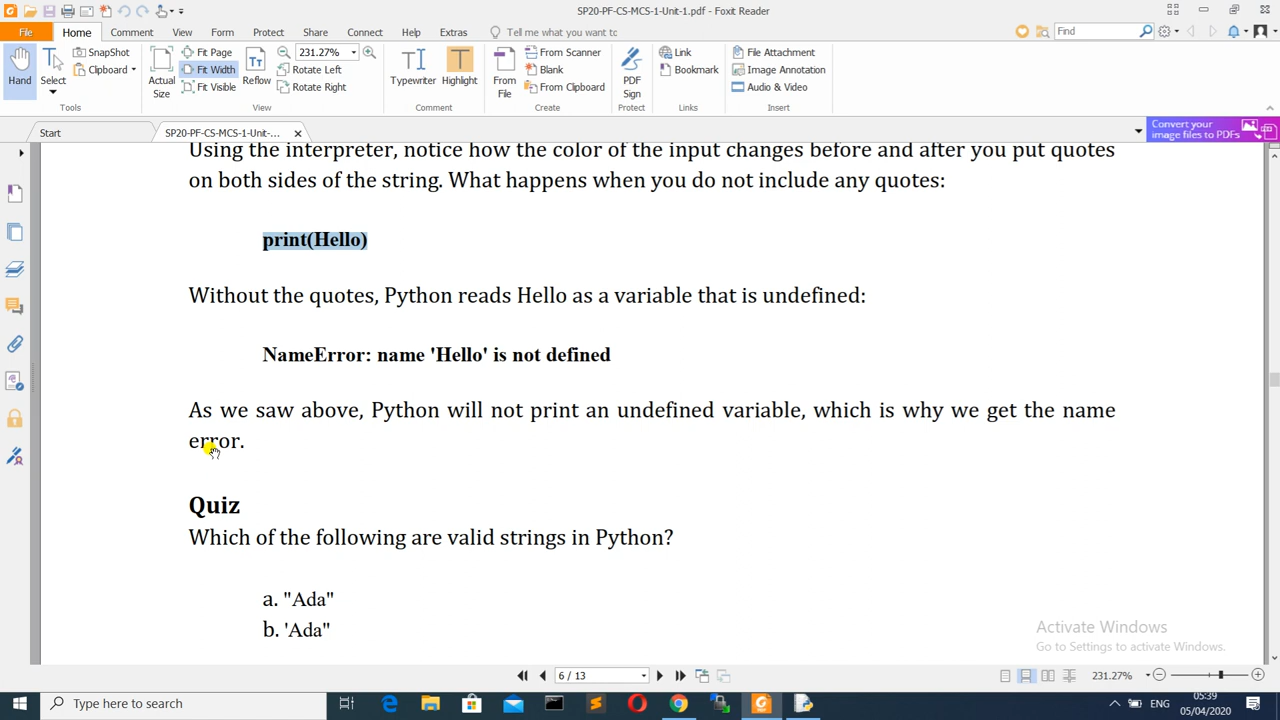 SP20-PF-CS-MCS-1-Unit-1.pdf - Foxit Reader
File Home Comment View Form Protect Share Connect Help Extras Tell me what you want tc Find
Hand Select SnapShot Clipboard Actual Size Fit Page Fit Width Fit Visible Reflow 231.27% Rotate Left Rotate Right Typewriter Highlight From File From Scanner Blank From Clipboard PDF Sign Link Bookmark File Attachment Image Annotation Audio & Video
Tools View Comment Create Protect Links Insert
Start SP20-PF-CS-MCS-1-Unit-... Convert your image files to PDFs
Using the interpreter, notice how the color of the input changes before and after you put quotes
on both sides of the string. What happens when you do not include any quotes:
print(Hello)
Without the quotes, Python reads Hello as a variable that is undefined:
NameError: name 'Hello' is not defined
As we saw above, Python will not print an undefined variable, which is why we get the name
error.
Quiz
Which of the following are valid strings in Python?
a. "Ada"
b. 'Ada"
Activate Windows
Go to Settings to activate Windows.
6 / 13 231.27%
Type here to search ENG 05:39
05/04/2020